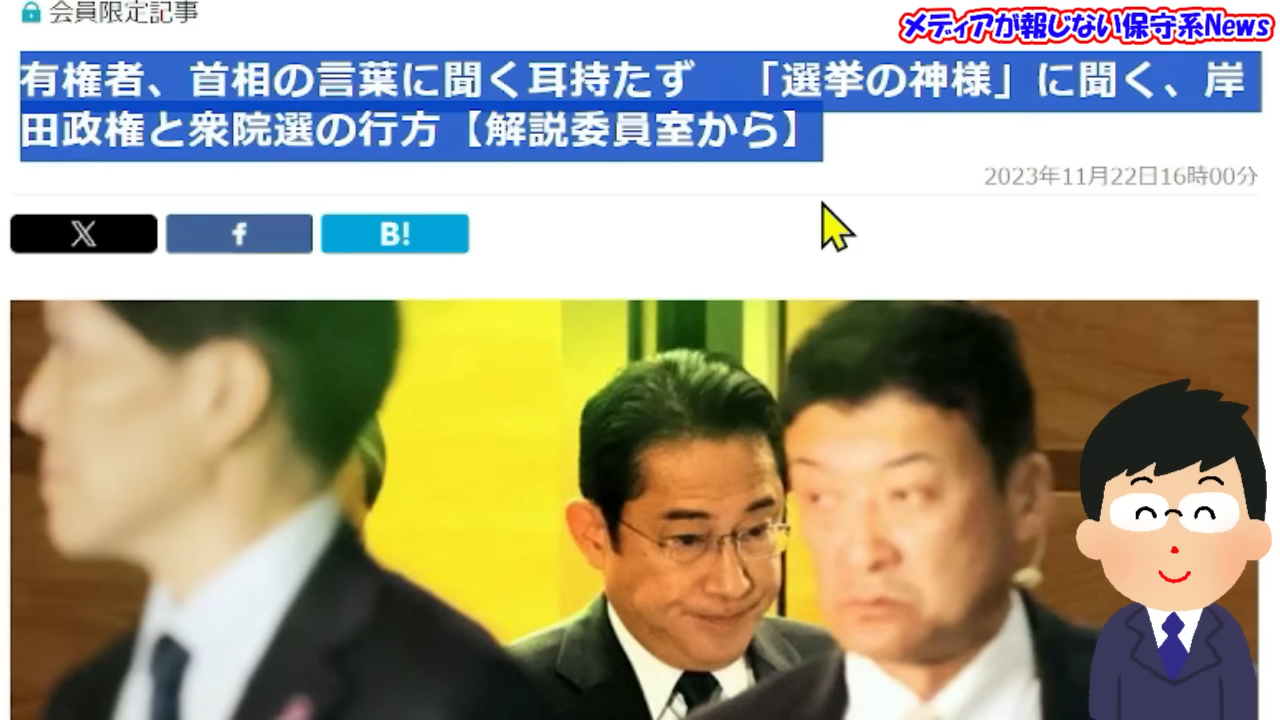 会員限定記事
メディアが報じない保守系News
有権者、首相の言葉に聞く耳持たず 「選挙の神様」に聞く、岸
田政権と衆院選の行方【解説委員室から】
2023年11月22日16時00分
X
f
B!